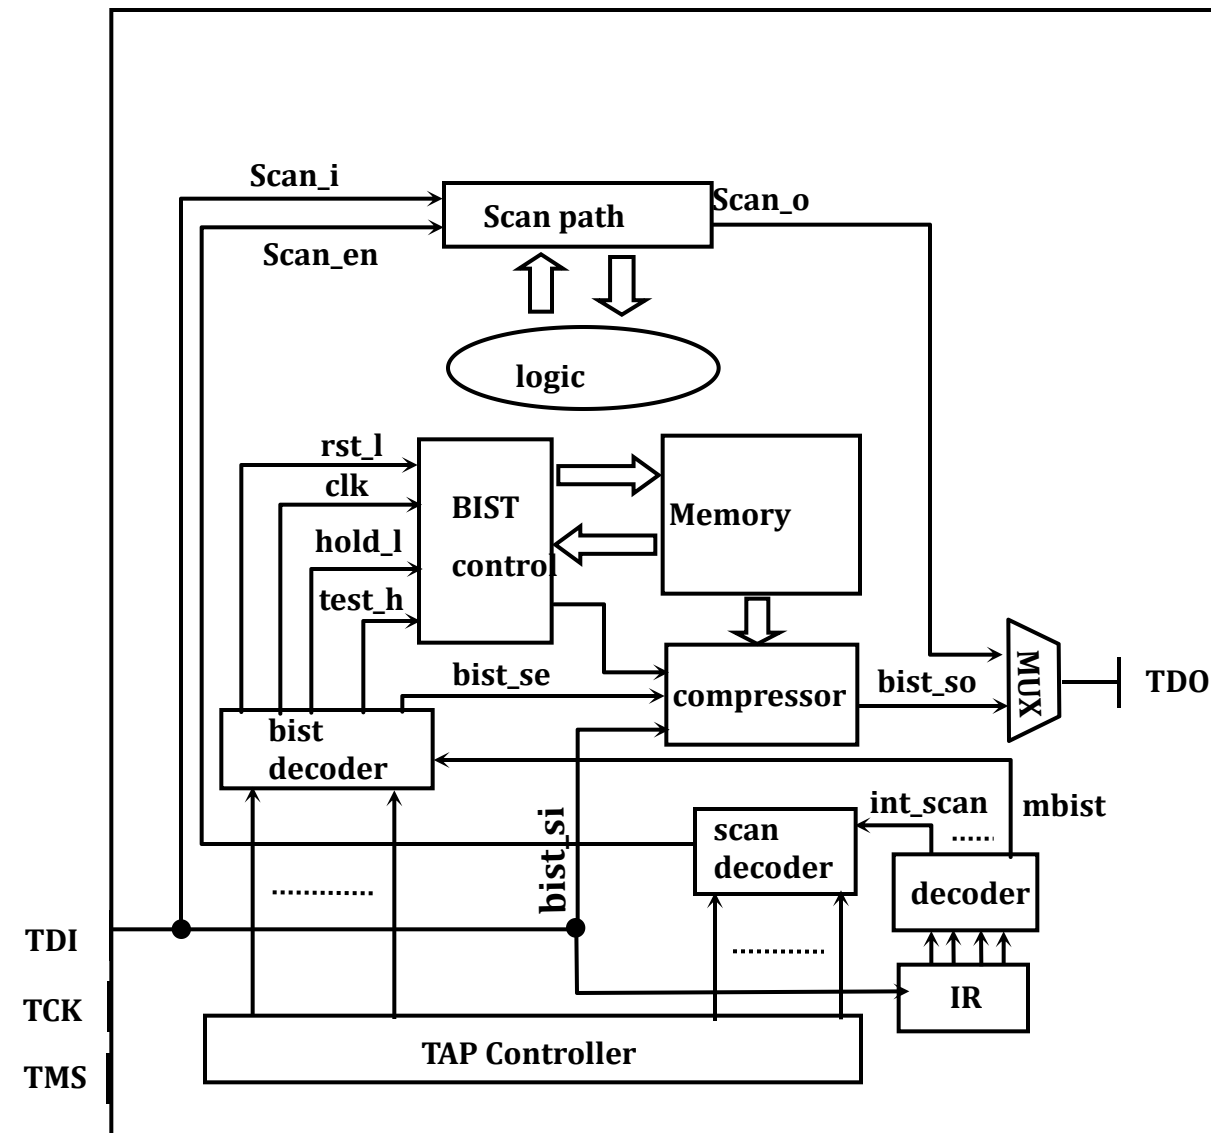 Scan_i
Scan_o
Scan path
Scan_en
logic
rst_l
clk
BIST
control
Memory
hold_l
test_h
bist_se
compressor
bist_so
MUX
TDO
bist
decoder
int_scan
mbist
scan
decoder
bist_si
decoder
TDI
IR
TCK
TAP Controller
TMS